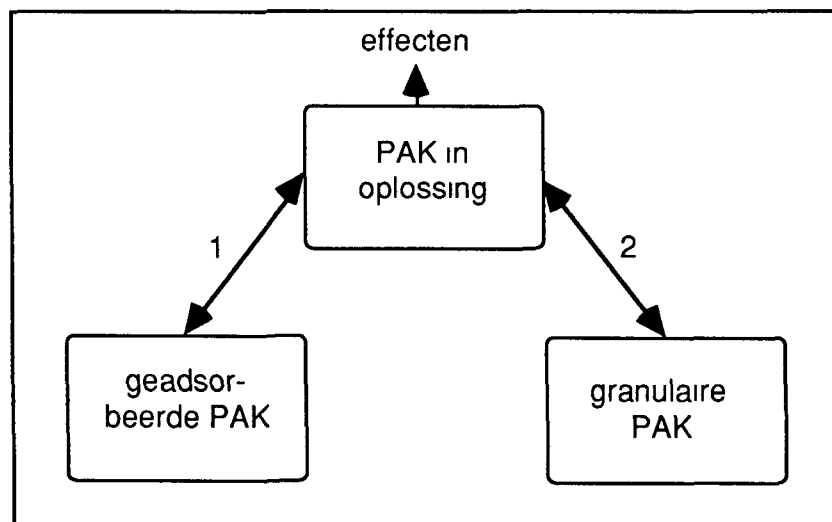 effecten
PAK in
oplossing
1
2
geadsor-
beerde PAK
granulaire
PAK